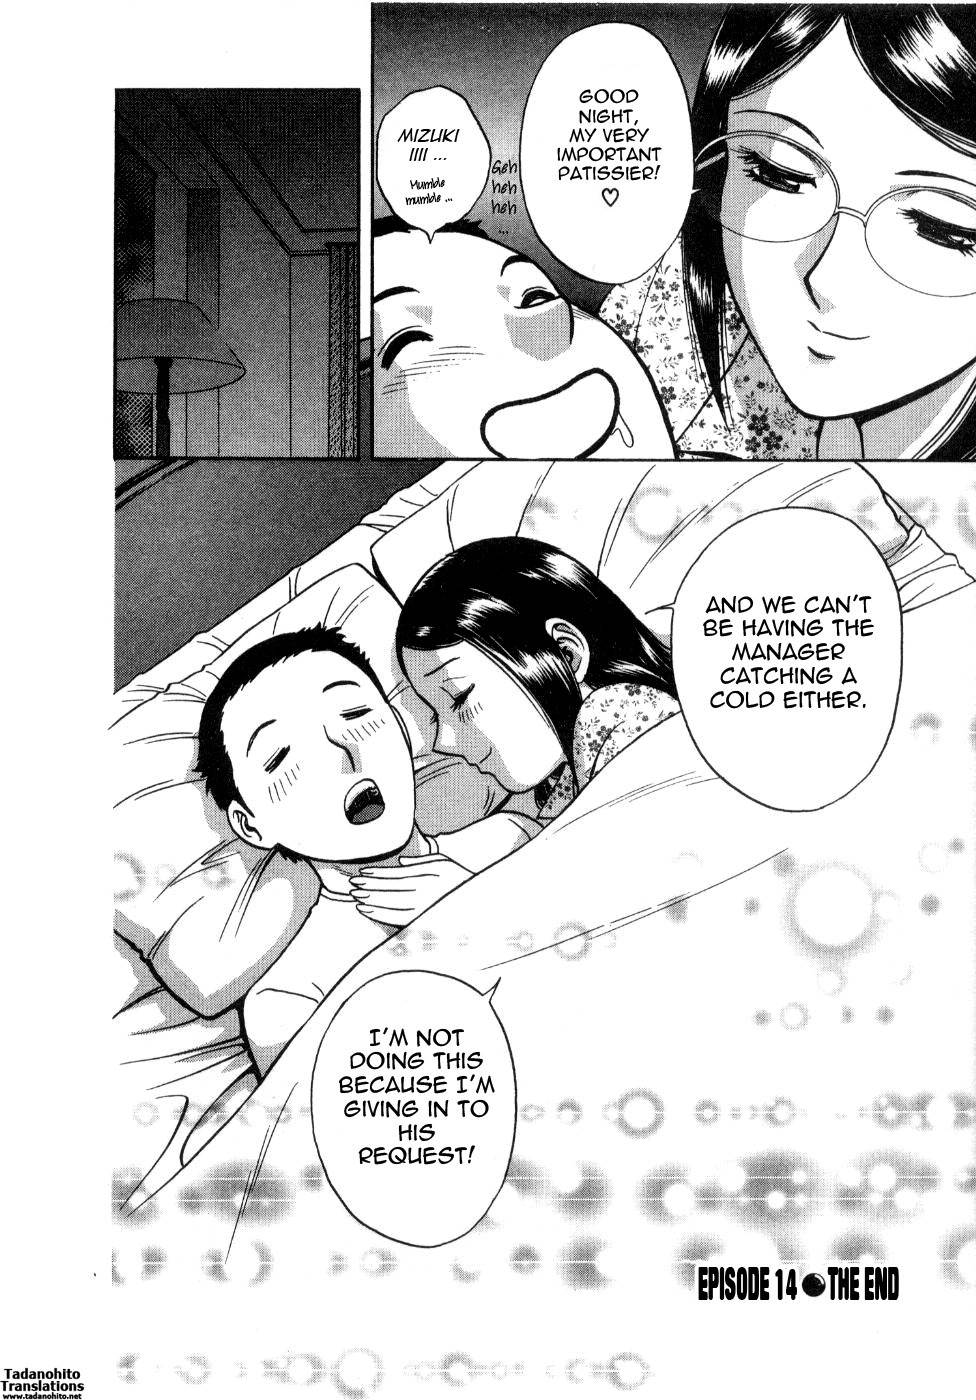 GOOD
NIGHT,
MY VERY
IMPORTANT
PATISSIER!
♡
Geh
heh
heh
...
MIZUKI
IIII ...
Mumble
mumble ...
AND WE CAN'T
BE HAVING THE
MANAGER
CATCHING A
COLD EITHER.
I'M NOT
DOING THIS
BECAUSE I'M
GIVING IN TO
HIS
REQUEST!
EPISODE 14 ● THE END
Tadanohito
Translations
www.tadanohito.net